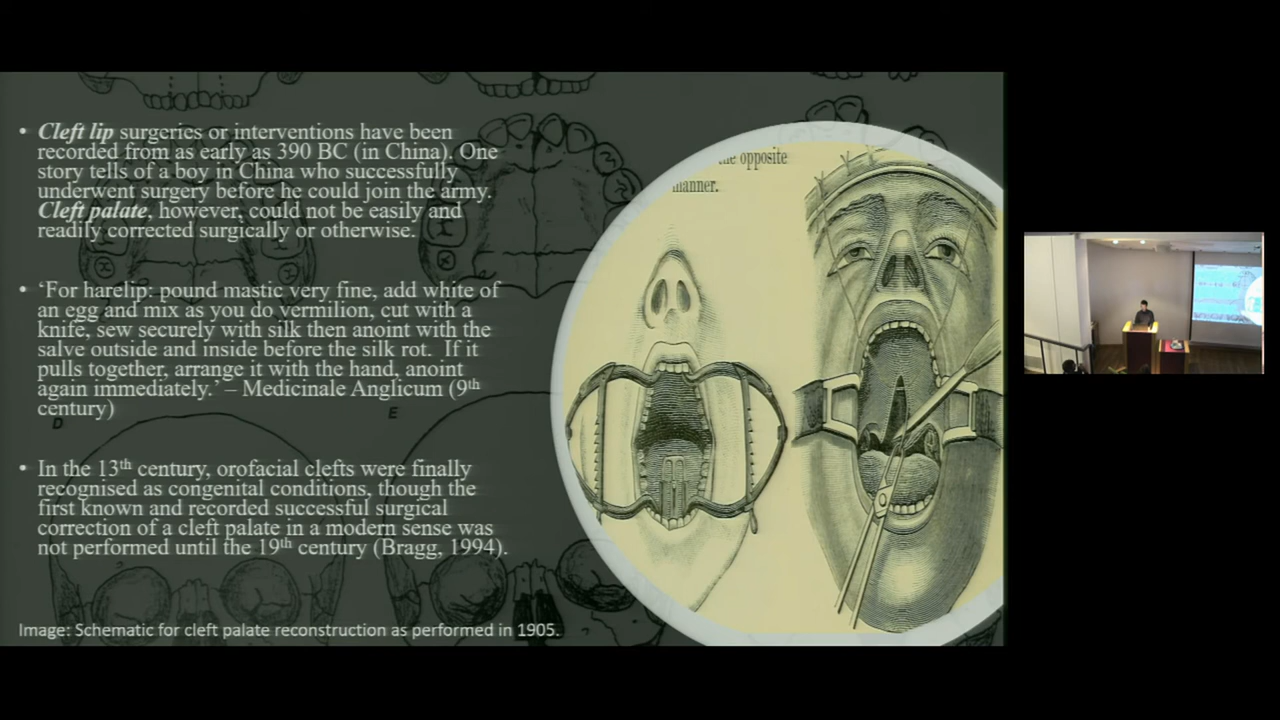 the opposite
manner.
• Cleft lip surgeries or interventions have been
recorded from as early as 390 BC (in China). One
story tells of a boy in China who successfully
underwent surgery before he could join the army.
Cleft palate, however, could not be easily and
readily corrected surgically or otherwise.
• ‘For harelip: pound mastic very fine, add white of
an egg and mix as you do vermilion, cut with a
knife, sew securely with silk then anoint with the
salve outside and inside before the silk rot. If it
pulls together, arrange it with the hand, anoint
again immediately.’ – Medicinale Anglicum (9th
century)
D
E
• In the 13th century, orofacial clefts were finally
recognised as congenital conditions, though the
first known and recorded successful surgical
correction of a cleft palate in a modern sense was
not performed until the 19th century (Bragg, 1994).
Image: Schematic for cleft palate reconstruction as performed in 1905.